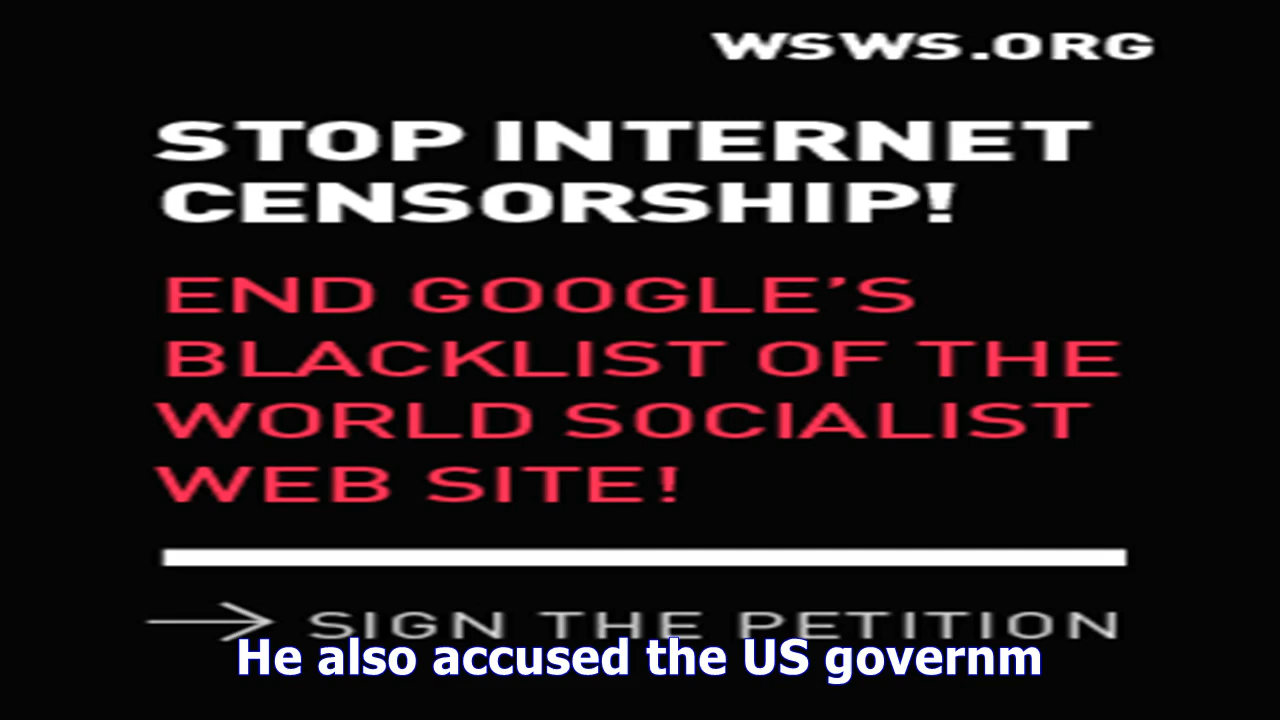 WSWS.ORG
STOP INTERNET
CENSORSHIP!
END GOOGLE'S
BLACKLIST OF THE
WORLD SOCIALIST
WEB SITE!
SIGN THE PETITION
He also accused the US governm